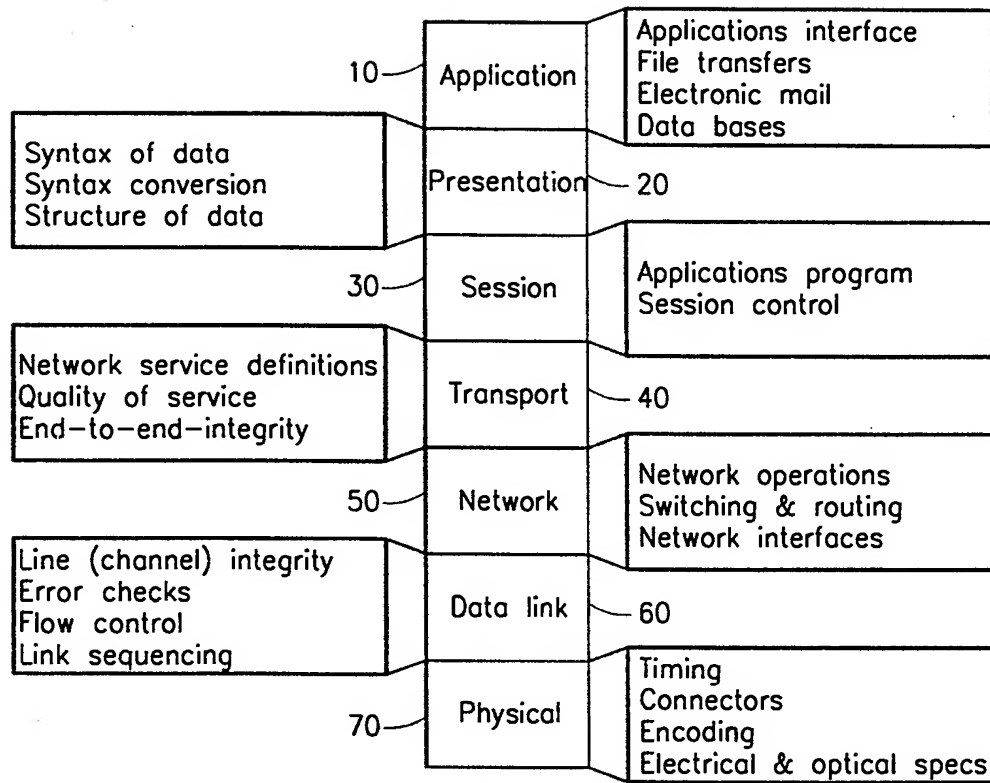 10
Application
Applications interface
File transfers
Electronic mail
Data bases
Syntax of data
Syntax conversion
Structure of data
Presentation
20
30
Session
Applications program
Session control
Network service definitions
Quality of service
End-to-end-integrity
Transport
40
50
Network
Network operations
Switching & routing
Network interfaces
Line (channel) integrity
Error checks
Flow control
Link sequencing
Data link
60
70
Physical
Timing
Connectors
Encoding
Electrical & optical specs